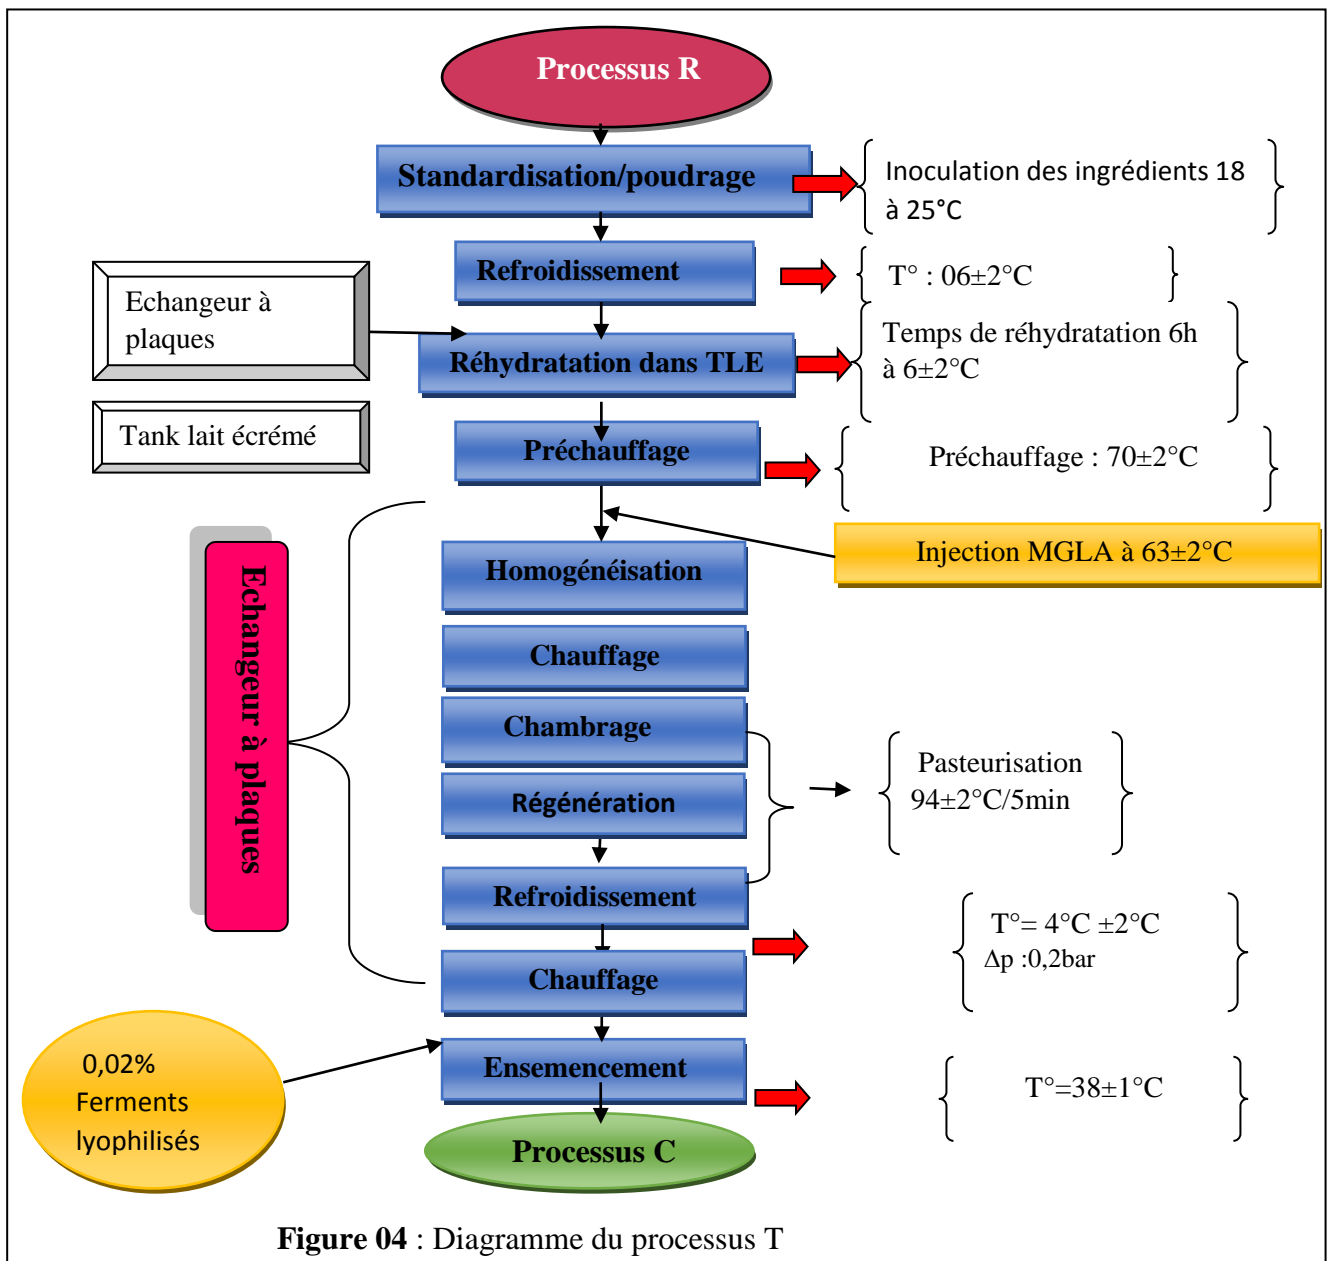 Processus R
Standardisation/poudrage
Inoculation des ingrédients 18
à 25°C
Refroidissement
T° : 06±2°C
Echangeur à
plaques
Réhydratation dans TLE
Temps de réhydratation 6h
à 6±2°C
Tank lait écrémé
Préchauffage
Préchauffage : 70±2°C
Injection MGLA à 63±2°C
Homogénéisation
Echangeur à plaques
Chauffage
Chambrage
Pasteurisation
94±2°C/5min
Régénération
Refroidissement
T°= 4°C ±2°C
Δp :0,2bar
Chauffage
0,02%
Ferments
lyophilisés
Ensemencement
T°=38±1°C
Processus C
Figure 04 : Diagramme du processus T